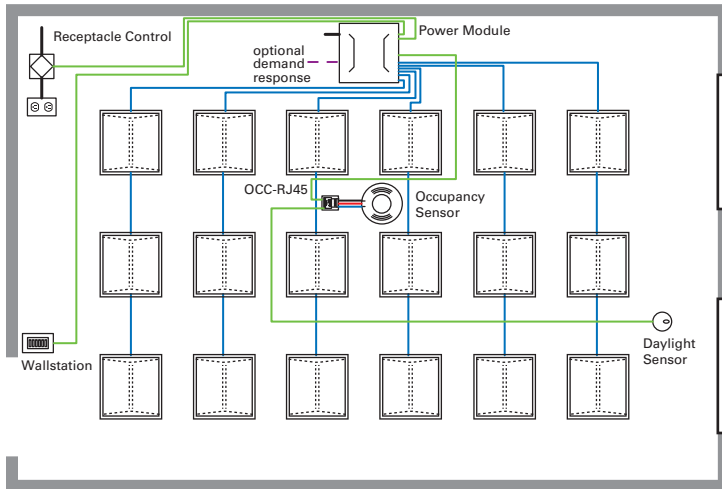 Receptacle Control
Power Module
optional
demand
response
OCC-RJ45
Occupancy
Sensor
Wallstation
Daylight
Sensor